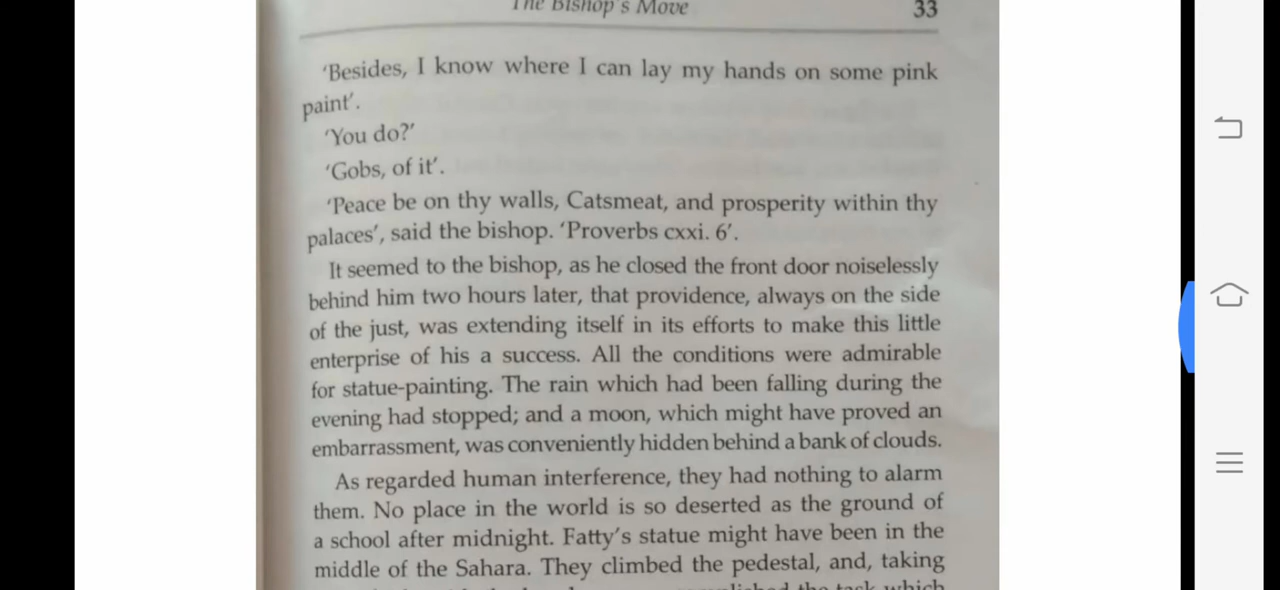 The Bishop's Move 33
'Besides, I know where I can lay my hands on some pink
paint'.
'You do?'
'Gobs, of it'.
'Peace be on thy walls, Catsmeat, and prosperity within thy
palaces', said the bishop. 'Proverbs cxxi. 6'.
It seemed to the bishop, as he closed the front door noiselessly
behind him two hours later, that providence, always on the side
of the just, was extending itself in its efforts to make this little
enterprise of his a success. All the conditions were admirable
for statue-painting. The rain which had been falling during the
evening had stopped; and a moon, which might have proved an
embarrassment, was conveniently hidden behind a bank of clouds.
As regarded human interference, they had nothing to alarm
them. No place in the world is so deserted as the ground of
a school after midnight. Fatty's statue might have been in the
middle of the Sahara. They climbed the pedestal, and, taking
the task which